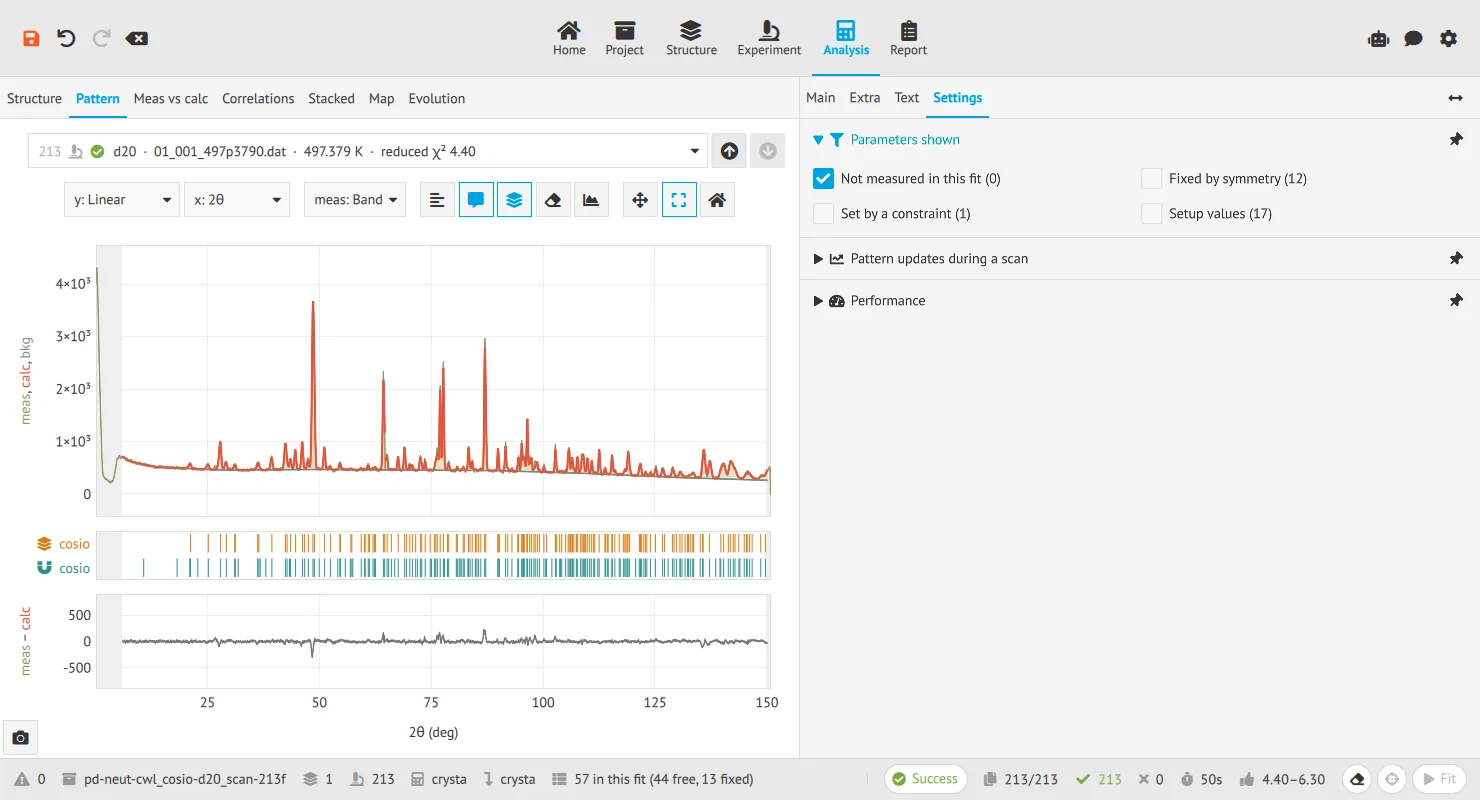 Home
Project
Structure
Experiment
Analysis
Report
Structure
Pattern
Meas vs calc
Correlations
Stacked
Map
Evolution
213 d20 · 01_001_497p3790.dat · 497.379 K · reduced χ² 4.40
y: Linear
x: 2θ
meas: Band
meas, calc, bkg
4×10³
3×10³
2×10³
1×10³
0
cosio
cosio
meas − calc
500
0
-500
25
50
75
100
125
150
2θ (deg)
Main
Extra
Text
Settings
Parameters shown
Not measured in this fit (0)
Fixed by symmetry (12)
Set by a constraint (1)
Setup values (17)
Pattern updates during a scan
Performance
0
pd-neut-cwl_cosio-d20_scan-213f
1
213
crysta
crysta
57 in this fit (44 free, 13 fixed)
Success
213/213
213
0
50s
4.40–6.30
Fit